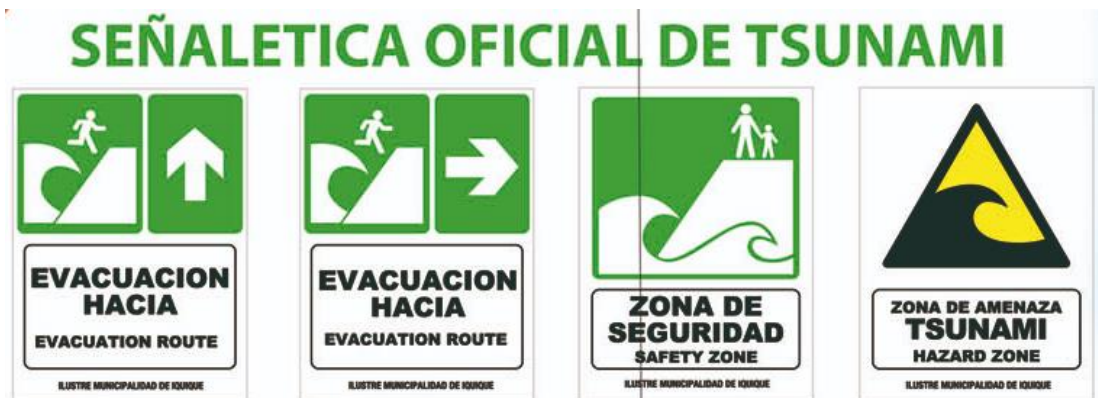 SEÑALETICA OFICIAL DE TSUNAMI
EVACUACION
HACIA
EVACUATION ROUTE
ILUSTRE MUNICIPALIDAD DE IQUIQUE
EVACUACION
HACIA
EVACUATION ROUTE
ILUSTRE MUNICIPALIDAD DE IQUIQUE
ZONA DE
SEGURIDAD
SAFETY ZONE
ILUSTRE MUNICIPALIDAD DE IQUIQUE
ZONA DE AMENAZA
TSUNAMI
HAZARD ZONE
ILUSTRE MUNICIPALIDAD DE IQUIQUE